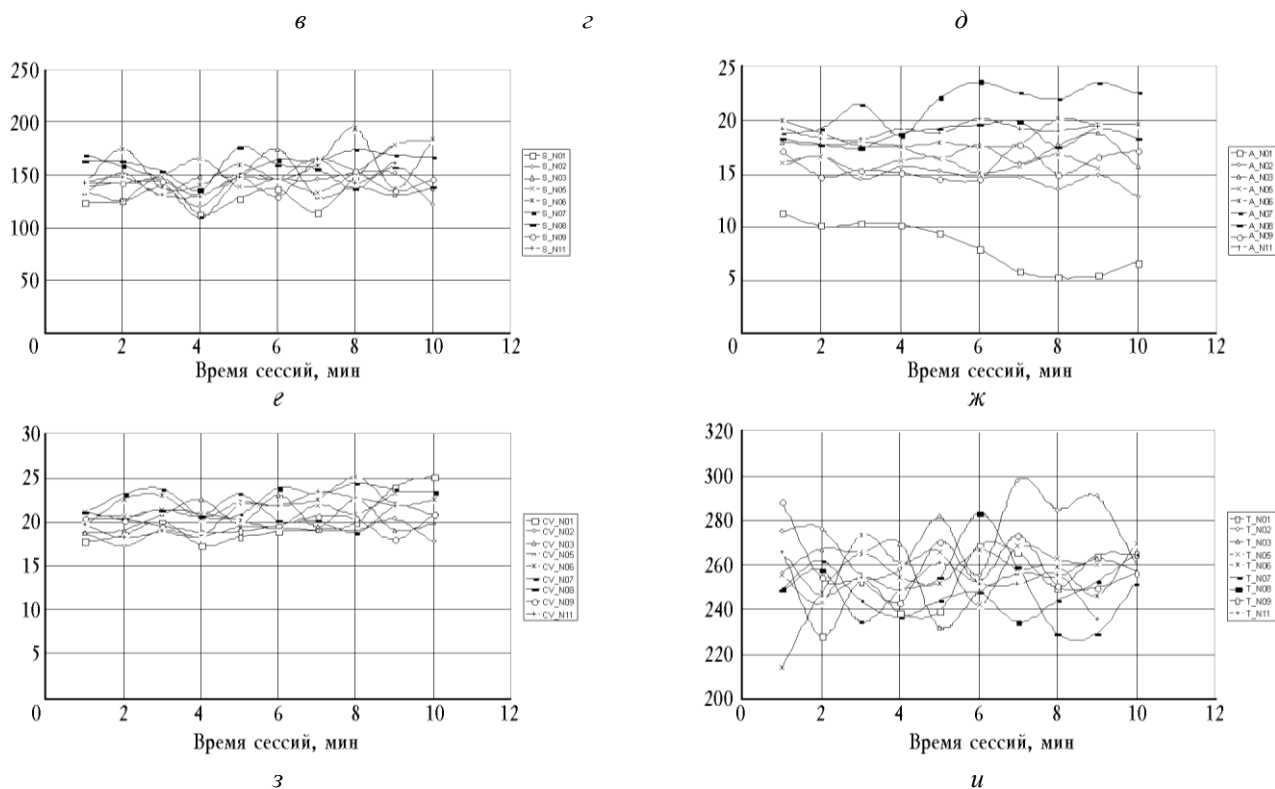 в г д
250
200
150
100
50
0 2 4 6 8 10 12
Время сессий, мин
S_N01
S_N02
S_N03
S_N05
S_N06
S_N07
S_N08
S_N09
S_N11
е
25
20
15
10
5
0 2 4 6 8 10 12
Время сессий, мин
A_N01
A_N02
A_N03
A_N05
A_N06
A_N07
A_N08
A_N09
A_N11
ж
30
25
20
15
10
5
0 2 4 6 8 10 12
Время сессий, мин
CV_N01
CV_N02
CV_N03
CV_N05
CV_N06
CV_N07
CV_N08
CV_N09
CV_N11
з
320
300
280
260
240
220
200
0 2 4 6 8 10 12
Время сессий, мин
T_N01
T_N02
T_N03
T_N05
T_N06
T_N07
T_N08
T_N09
T_N11
и